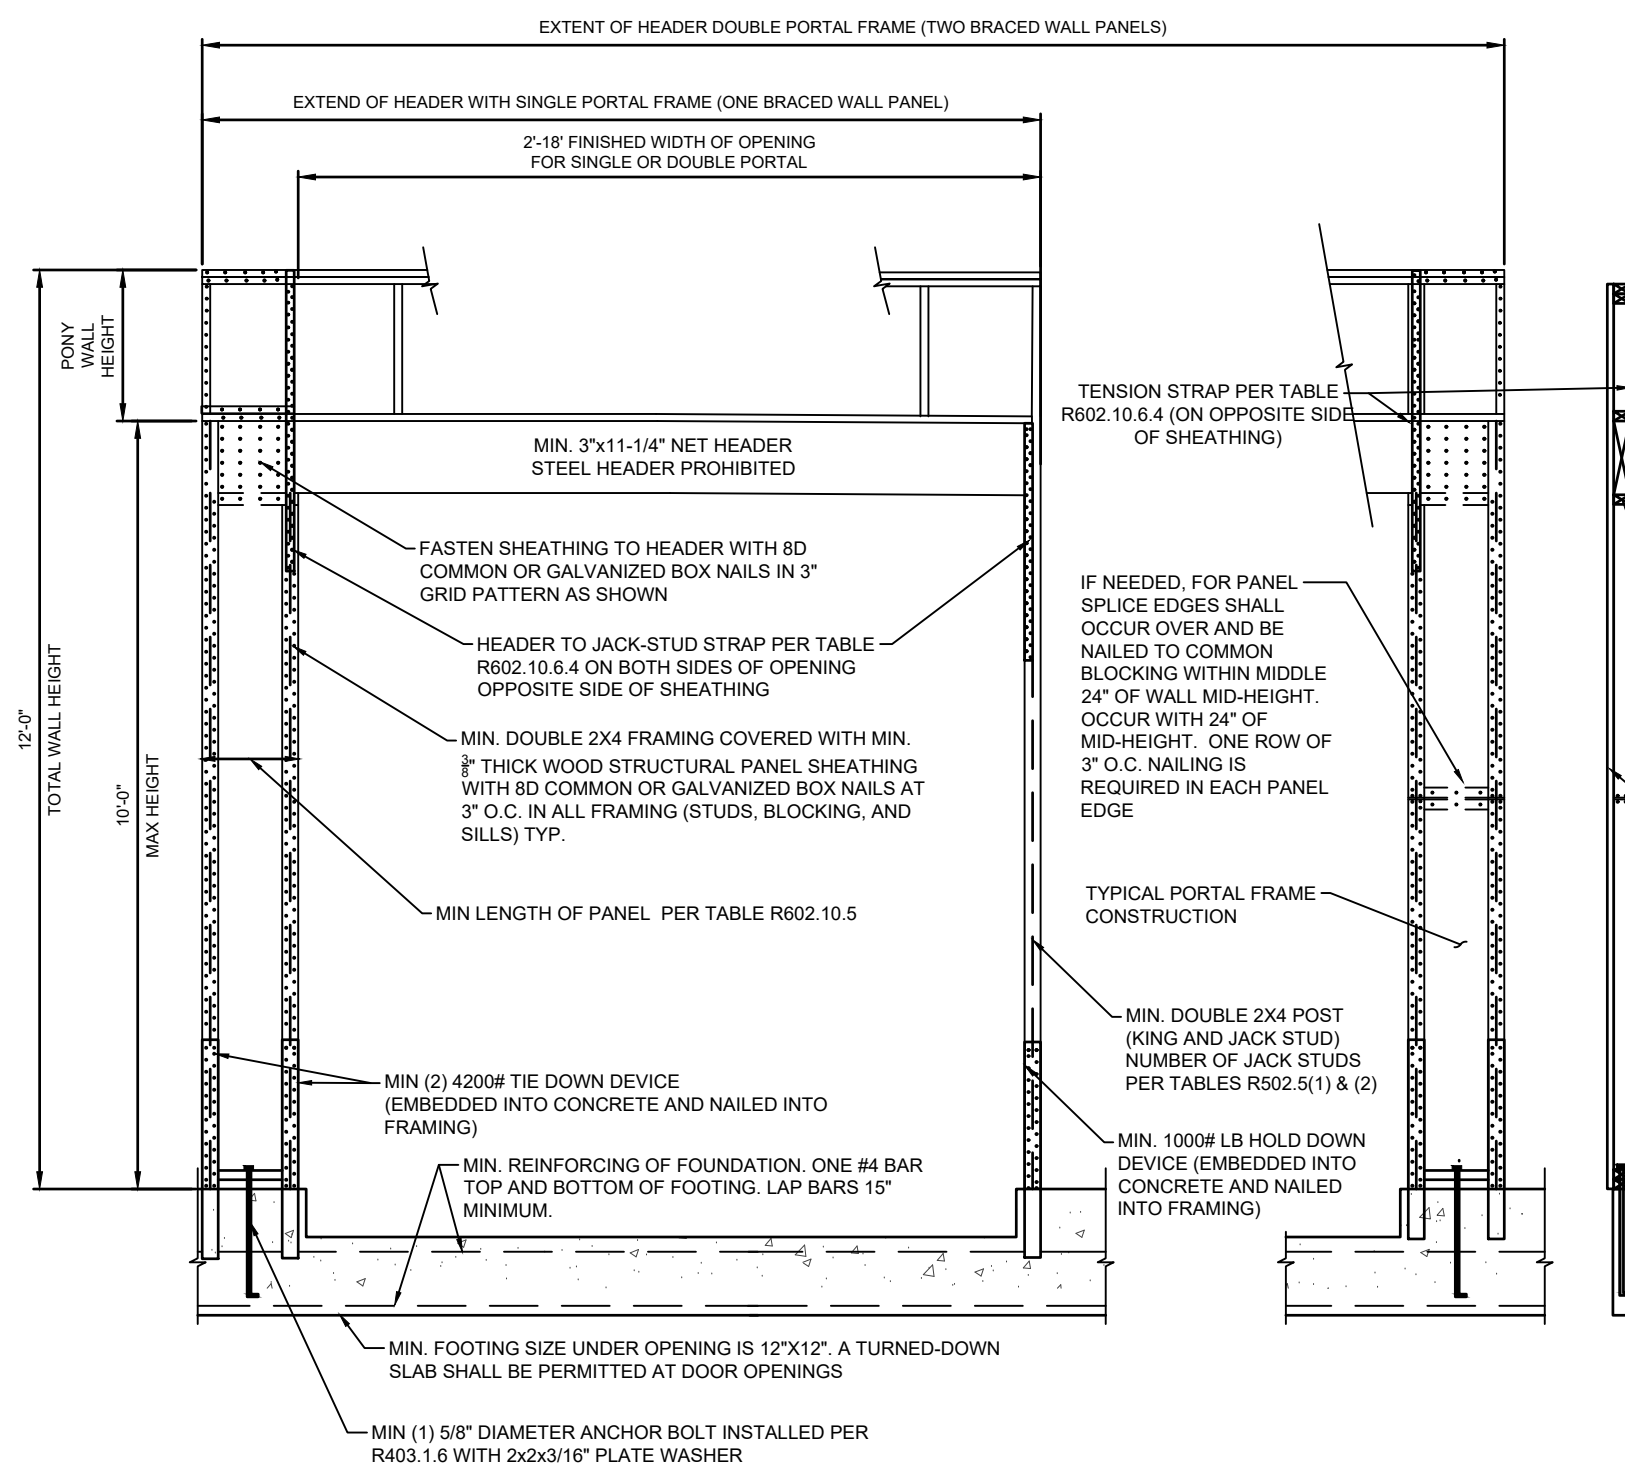 EXTENT OF HEADER DOUBLE PORTAL FRAME (TWO BRACED WALL PANELS)
EXTEND OF HEADER WITH SINGLE PORTAL FRAME (ONE BRACED WALL PANEL)
2'-18' FINISHED WIDTH OF OPENING
FOR SINGLE OR DOUBLE PORTAL
PONY
WALL
HEIGHT
12'-0"
TOTAL WALL HEIGHT
10'-0"
MAX HEIGHT
MIN. 3"x11-1/4" NET HEADER
STEEL HEADER PROHIBITED
TENSION STRAP PER TABLE
R602.10.6.4 (ON OPPOSITE SIDE
OF SHEATHING)
FASTEN SHEATHING TO HEADER WITH 8D
COMMON OR GALVANIZED BOX NAILS IN 3"
GRID PATTERN AS SHOWN
HEADER TO JACK-STUD STRAP PER TABLE
R602.10.6.4 ON BOTH SIDES OF OPENING
OPPOSITE SIDE OF SHEATHING
MIN. DOUBLE 2X4 FRAMING COVERED WITH MIN.
3/8" THICK WOOD STRUCTURAL PANEL SHEATHING
WITH 8D COMMON OR GALVANIZED BOX NAILS AT
3" O.C. IN ALL FRAMING (STUDS, BLOCKING, AND
SILLS) TYP.
IF NEEDED, FOR PANEL
SPLICE EDGES SHALL
OCCUR OVER AND BE
NAILED TO COMMON
BLOCKING WITHIN MIDDLE
24" OF WALL MID-HEIGHT.
OCCUR WITH 24" OF
MID-HEIGHT. ONE ROW OF
3" O.C. NAILING IS
REQUIRED IN EACH PANEL
EDGE
MIN LENGTH OF PANEL PER TABLE R602.10.5
TYPICAL PORTAL FRAME
CONSTRUCTION
MIN. DOUBLE 2X4 POST
(KING AND JACK STUD)
NUMBER OF JACK STUDS
PER TABLES R502.5(1) & (2)
MIN (2) 4200# TIE DOWN DEVICE
(EMBEDDED INTO CONCRETE AND NAILED INTO
FRAMING)
MIN. 1000# LB HOLD DOWN
DEVICE (EMBEDDED INTO
CONCRETE AND NAILED
INTO FRAMING)
MIN. REINFORCING OF FOUNDATION. ONE #4 BAR
TOP AND BOTTOM OF FOOTING. LAP BARS 15"
MINIMUM.
MIN. FOOTING SIZE UNDER OPENING IS 12"X12". A TURNED-DOWN
SLAB SHALL BE PERMITTED AT DOOR OPENINGS
MIN (1) 5/8" DIAMETER ANCHOR BOLT INSTALLED PER
R403.1.6 WITH 2x2x3/16" PLATE WASHER